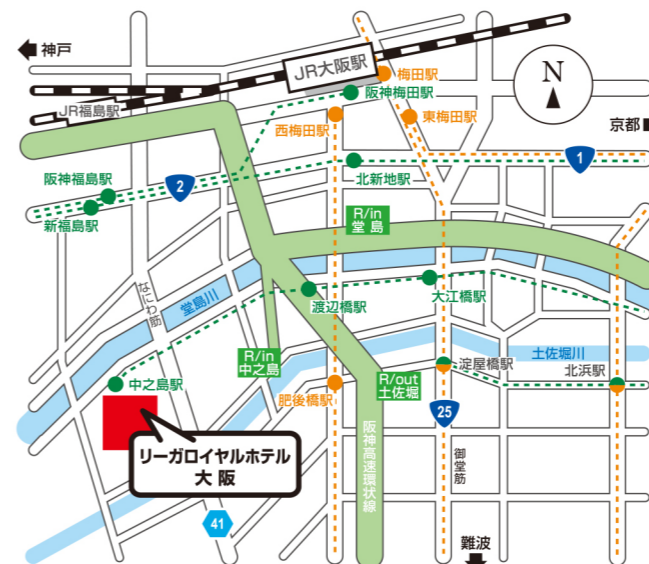 神戸
JR大阪駅
梅田駅
N
JR福島駅
阪神梅田駅
西梅田駅
東梅田駅
京都
阪神福島駅
2
北新地駅
1
新福島駅
R/in
堂島
なにわ筋
堂島川
渡辺橋駅
大江橋駅
R/in
中之島
土佐堀川
淀屋橋駅
北浜駅
中之島駅
肥後橋駅
R/out
土佐堀
25
リーガロイヤルホテル
大阪
阪神高速環状線
御堂筋
41
難波